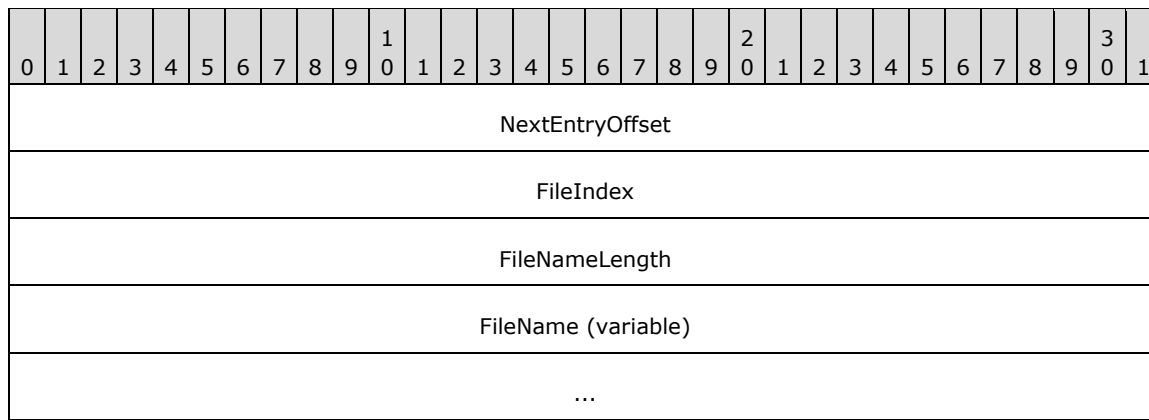 1 2 3
0 1 2 3 4 5 6 7 8 9 0 1 2 3 4 5 6 7 8 9 0 1 2 3 4 5 6 7 8 9 0 1
NextEntryOffset
FileIndex
FileNameLength
FileName (variable)
...